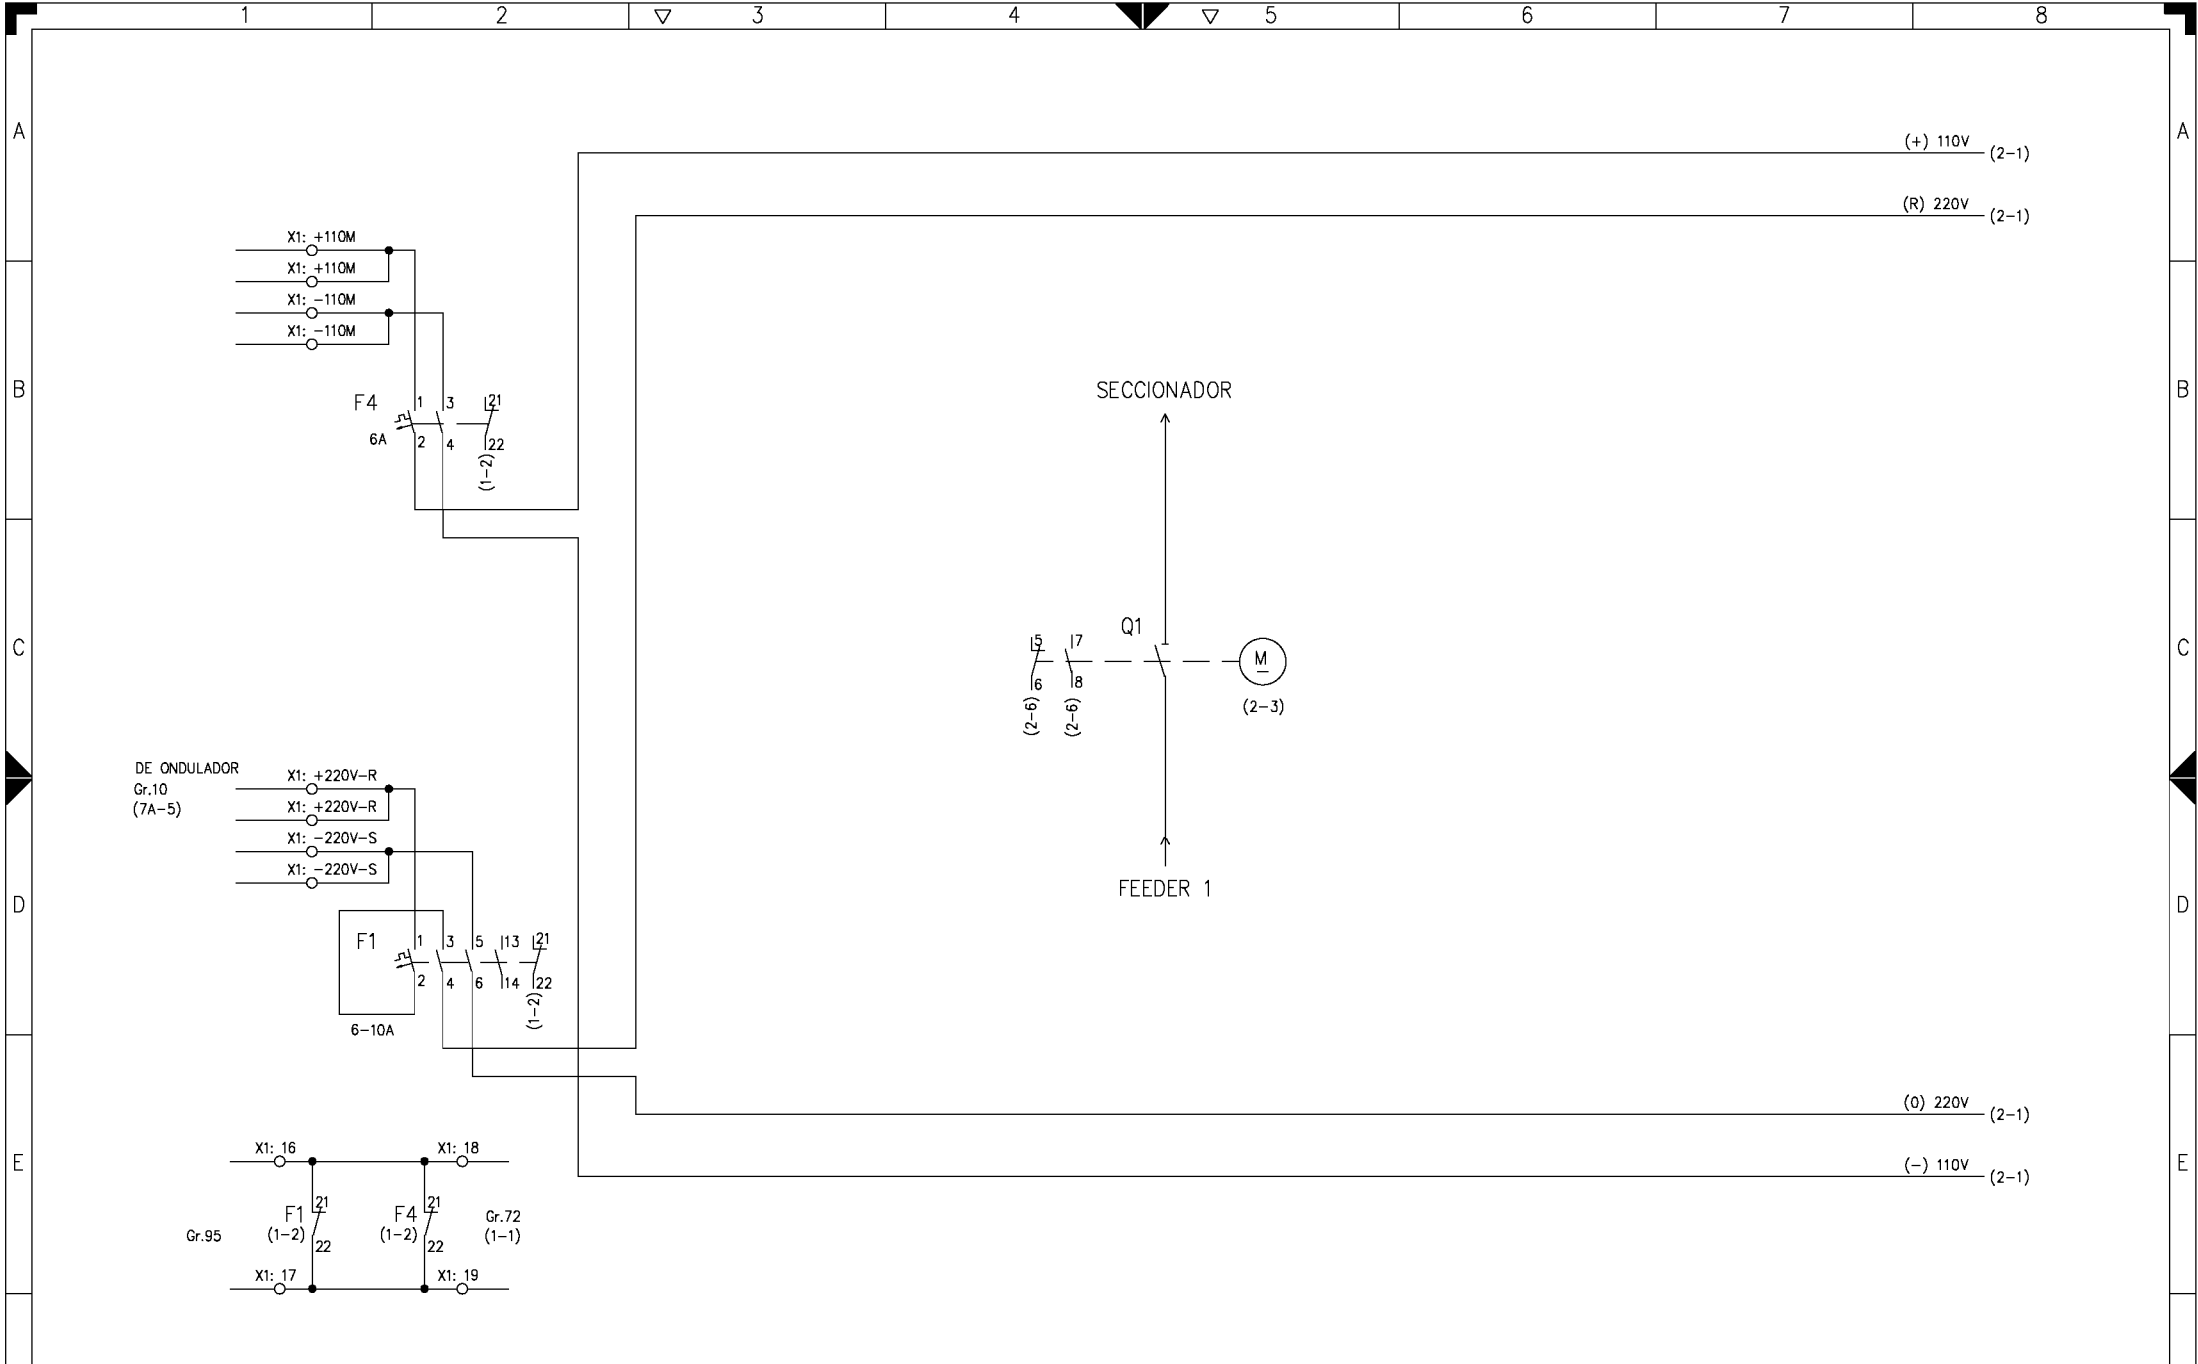 1 2 3 4 5 6 7 8
A A
(+) 110V (2-1)
(R) 220V (2-1)
X1: +110M
X1: +110M
X1: -110M
X1: -110M
B B
SECCIONADOR
F4 1 3 21
6A 2 4 22
(1-2)
C C
Q1
5 7
M
6 8
(2-6) (2-6) (2-3)
DE ONDULADOR
Gr.10
(7A-5)
X1: +220V-R
X1: +220V-R
X1: -220V-S
X1: -220V-S
FEEDER 1
D D
F1 1 3 5 13 21
2 4 6 14 22
(1-2)
6-10A
(0) 220V (2-1)
E E
X1: 16 X1: 18
(-) 110V (2-1)
21 21
F1 F4 Gr.72
Gr.95 (1-2) (1-2) (1-1)
22 22
X1: 17 X1: 19